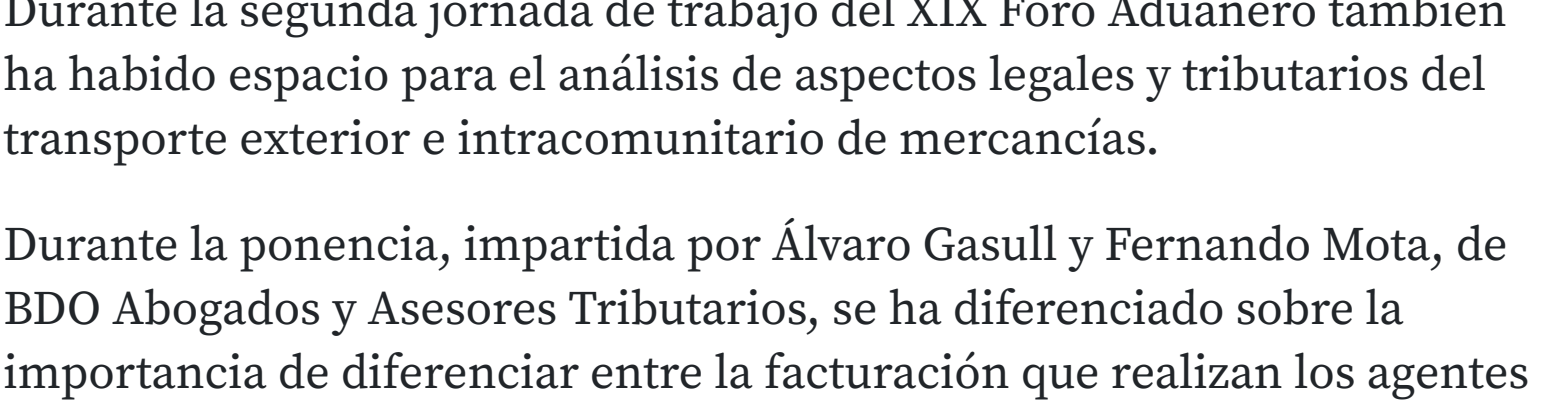 Durante la segunda jornada de trabajo del XIX Foro Aduanero también
ha habido espacio para el análisis de aspectos legales y tributarios del
transporte exterior e intracomunitario de mercancías.
Durante la ponencia, impartida por Álvaro Gasull y Fernando Mota, de
BDO Abogados y Asesores Tributarios, se ha diferenciado sobre la
importancia de diferenciar entre la facturación que realizan los agentes